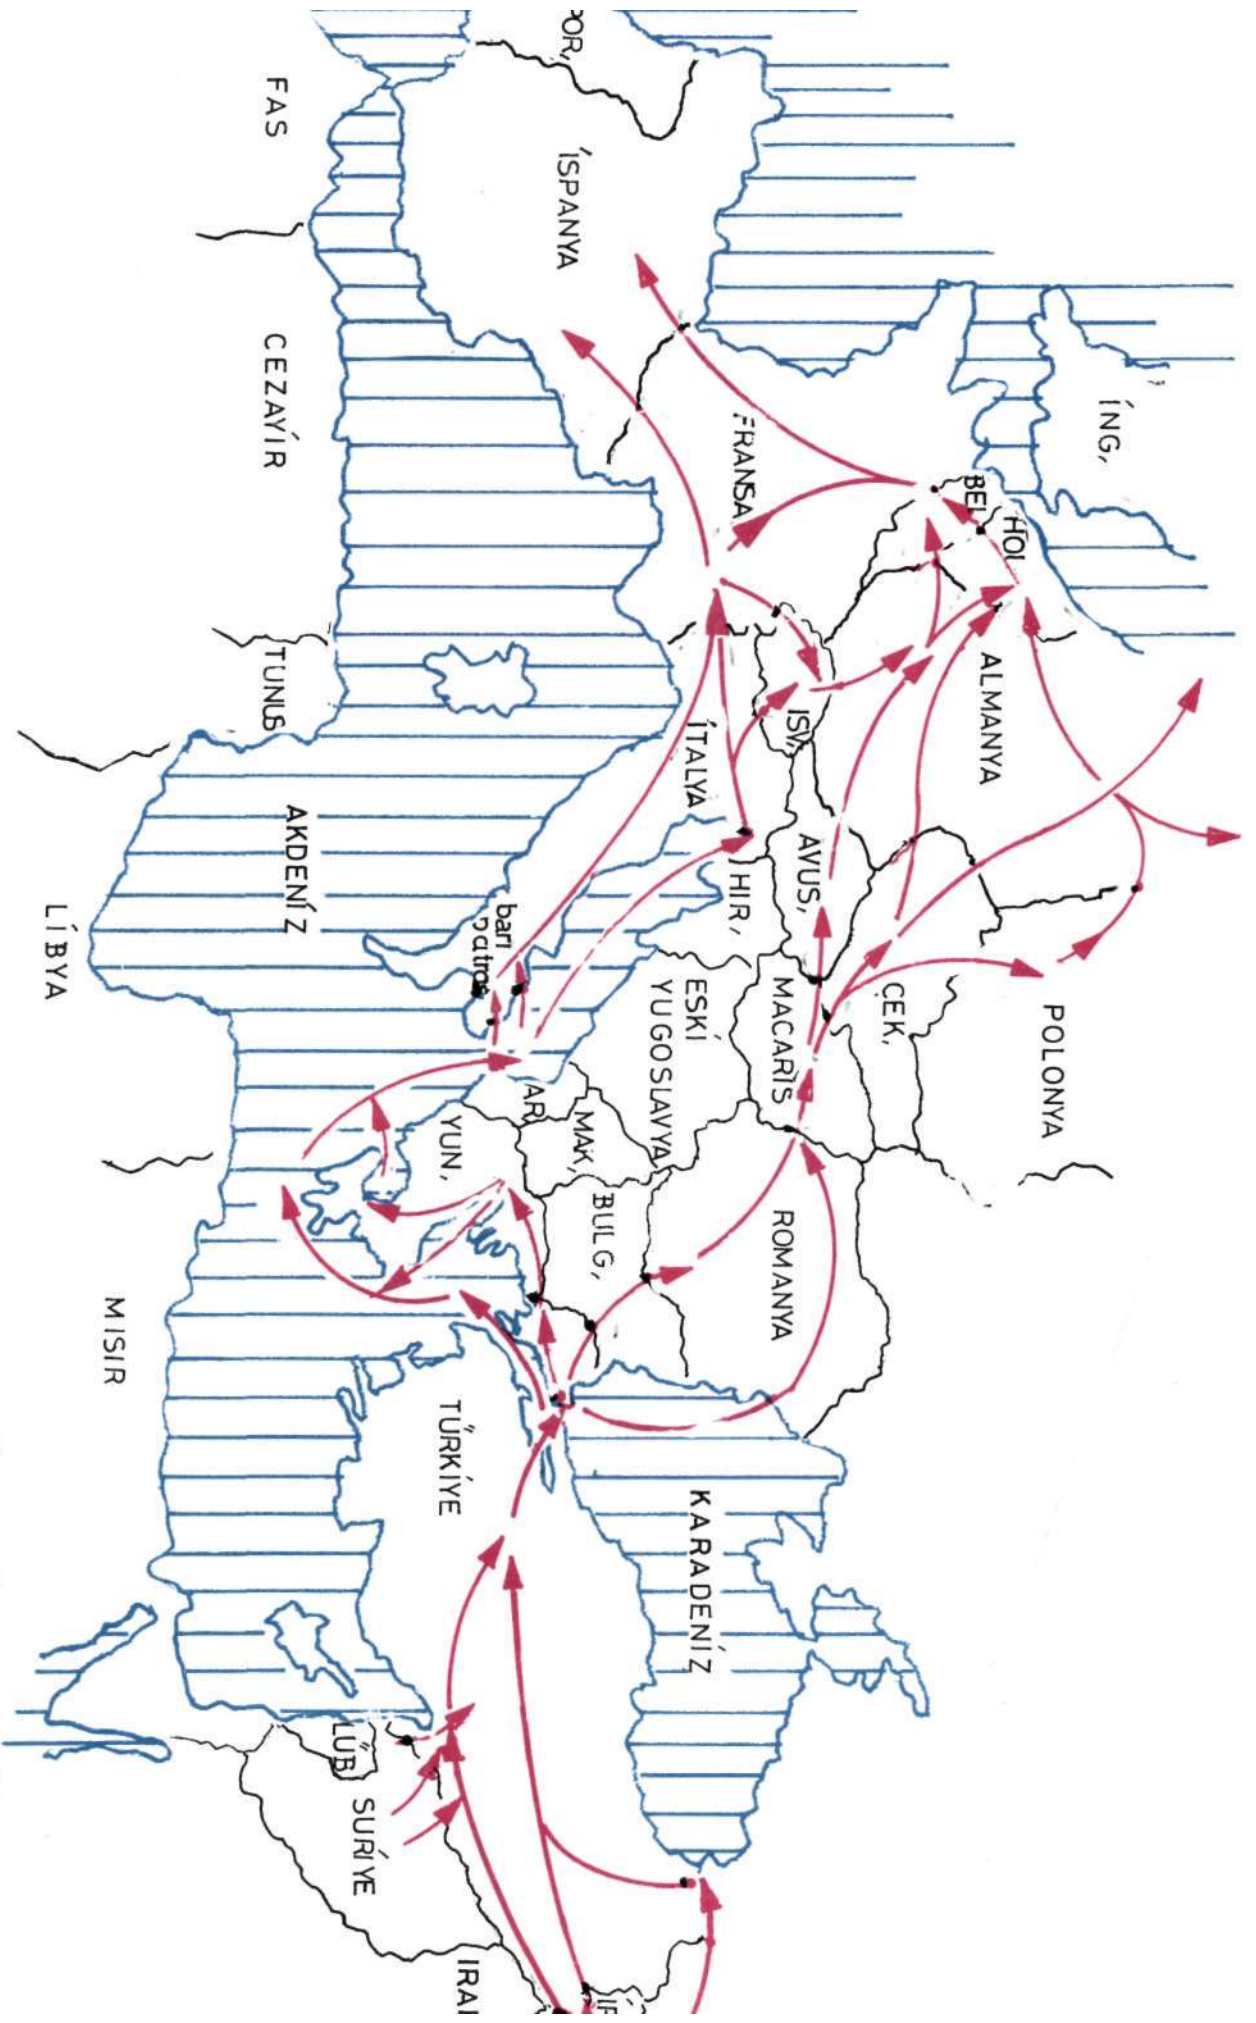 POR,
İSPANYA
FAS
CEZAYİR
TUNUS
LİBYA
MISIR
AKDENİZ
İNG,
FRANSA
BEL
HOL
ALMANYA
İSV,
İTALYA
AVUS,
HIR,
ESKİ
YUGOSLAVYA
MACARİS
ÇEK,
POLONYA
bari
patras
AR
MAK,
YUN,
BULG,
ROMANYA
TÜRKİYE
KARADENİZ
LÜB
SURİYE
IRA